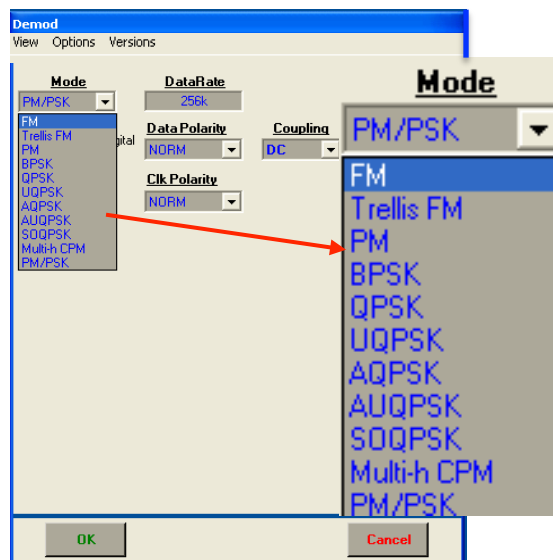 Demod
View Options Versions
Mode
PM/PSK
FM
Trellis FM
PM
BPSK
QPSK
UQPSK
AQPSK
AUQPSK
SOQPSK
Multi-h CPM
PM/PSK
gital
DataRate
256k
Data Polarity
NORM
Coupling
DC
Clk Polarity
NORM
Mode
PM/PSK
FM
Trellis FM
PM
BPSK
QPSK
UQPSK
AQPSK
AUQPSK
SOQPSK
Multi-h CPM
PM/PSK
OK
Cancel